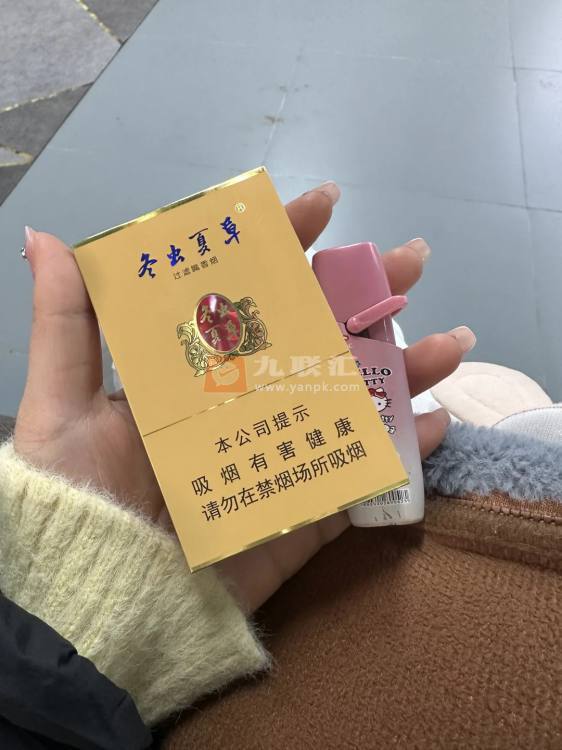 冬虫夏草®
过滤嘴香烟
冬虫
夏草
九联汇
www.yanpk.com
本公司提示
吸烟有害健康
请勿在禁烟场所吸烟
HELLO
KITTY